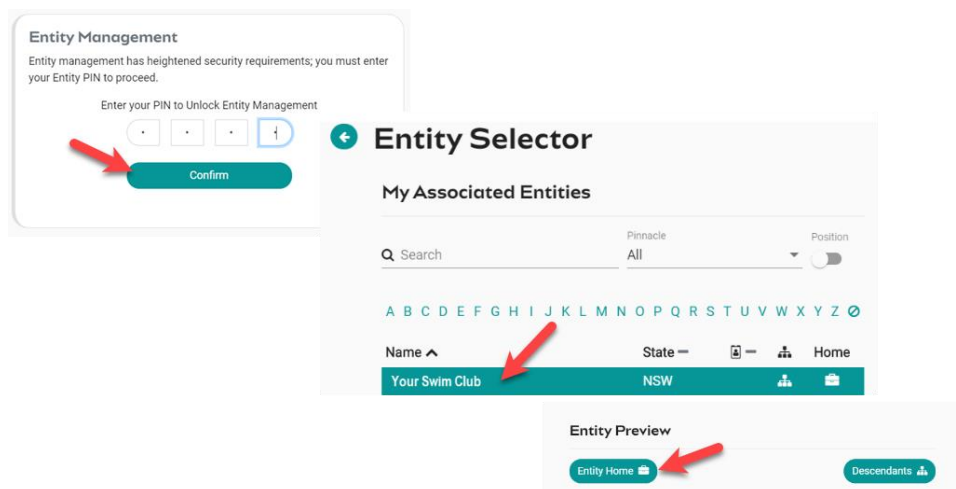 Entity Management
Entity management has heightened security requirements; you must enter
your Entity PIN to proceed.
Enter your PIN to Unlock Entity Management
Confirm
Entity Selector
My Associated Entities
Search
Pinnacle
All
Position
A B C D E F G H I J K L M N O P Q R S T U V W X Y Z
Name State Home
Your Swim Club NSW
Entity Preview
Entity Home
Descendants